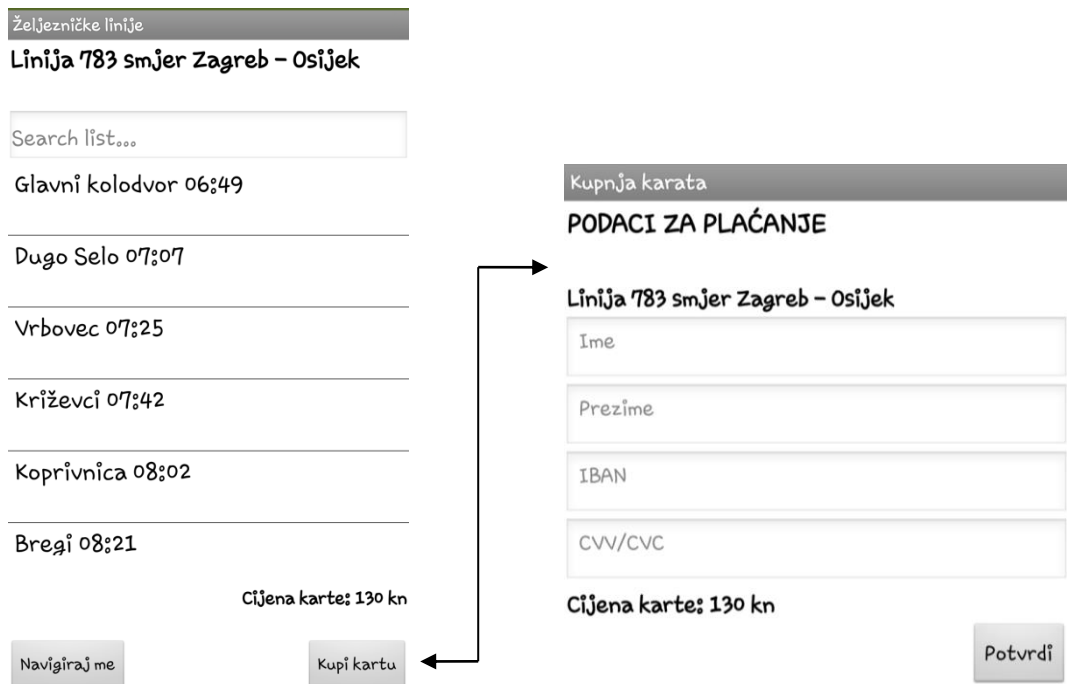 Željezničke linije
Linija 783 smjer Zagreb – Osijek
Search list...
Glavni kolodvor 06:49
Dugo Selo 07:07
Vrbovec 07:25
Križevci 07:42
Koprivnica 08:02
Bregi 08:21
Cijena karte: 130 kn
Navigiraj me
Kupi kartu
Kupnja karata
PODACI ZA PLAĆANJE
Linija 783 smjer Zagreb – Osijek
Ime
Prezime
IBAN
CVV/CVC
Cijena karte: 130 kn
Potvrdi